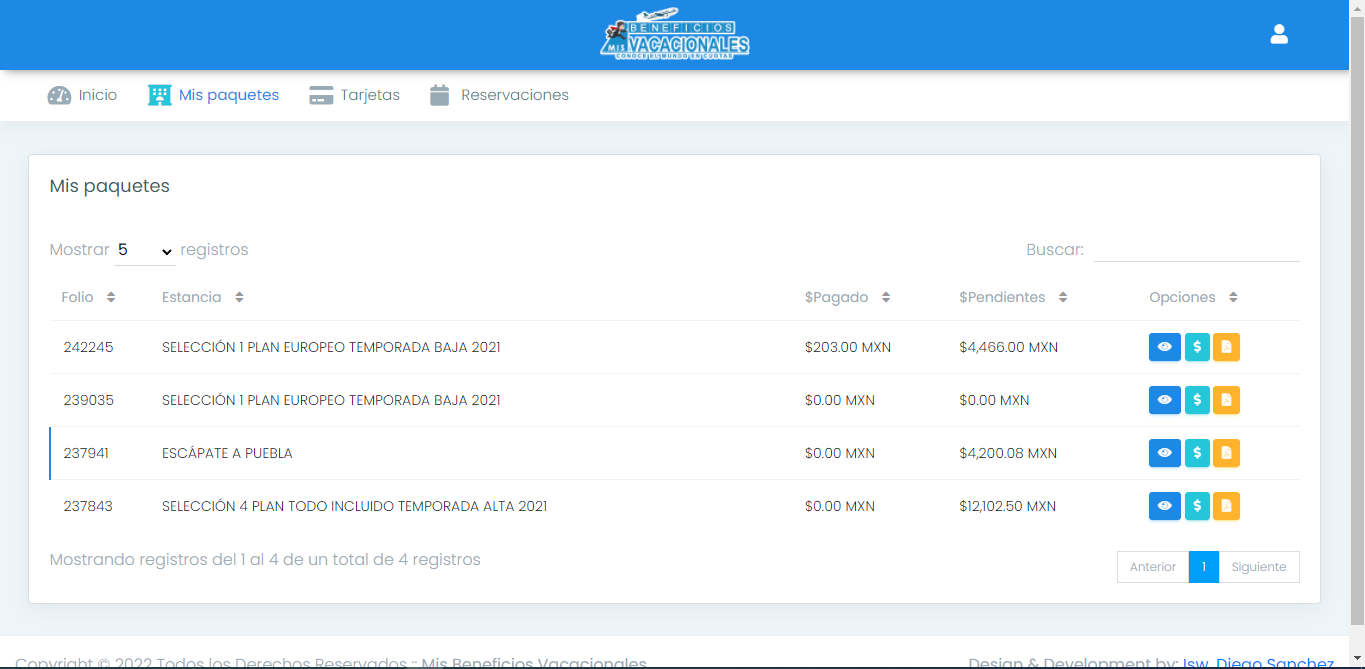 BENEFICIOS
MIS VACACIONALES
CONOCE EL MUNDO EN CUOTAS
Inicio Mis paquetes Tarjetas Reservaciones
Mis paquetes
Mostrar 5 registros Buscar:
Folio Estancia $Pagado $Pendientes Opciones
242245 SELECCIÓN 1 PLAN EUROPEO TEMPORADA BAJA 2021 $203.00 MXN $4,466.00 MXN $
239035 SELECCIÓN 1 PLAN EUROPEO TEMPORADA BAJA 2021 $0.00 MXN $0.00 MXN $
237941 ESCÁPATE A PUEBLA $0.00 MXN $4,200.08 MXN $
237843 SELECCIÓN 4 PLAN TODO INCLUIDO TEMPORADA ALTA 2021 $0.00 MXN $12,102.50 MXN $
Mostrando registros del 1 al 4 de un total de 4 registros Anterior 1 Siguiente
Copyright © 2022 Todos los Derechos Reservados :: Mis Beneficios Vacacionales Design & Development by: Isw. Diego Sanchez